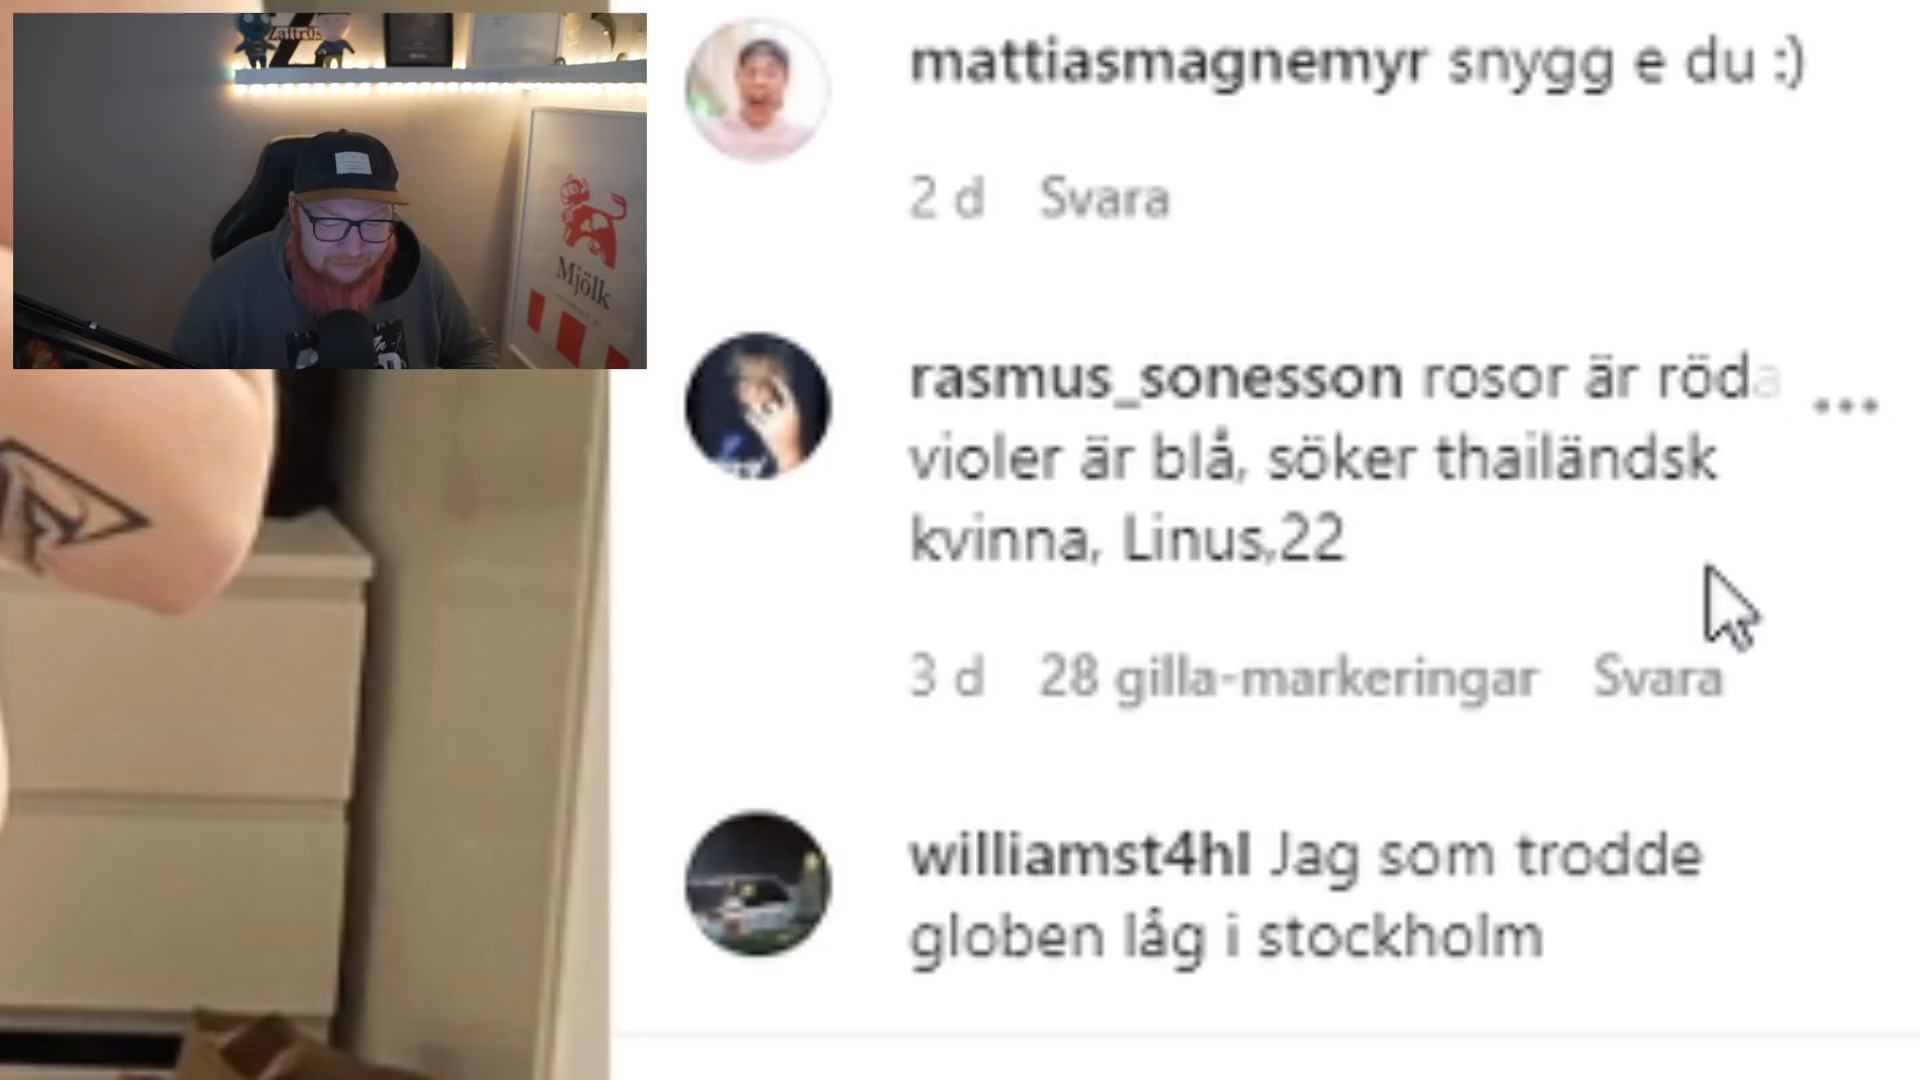 Zatrus
Mjölk
mattiasmagnemyr snygg e du :)
2 d Svara
rasmus_sonesson rosor är röda
violer är blå, söker thailändsk
kvinna, Linus,22
3 d 28 gilla-markeringar Svara
williamst4hl Jag som trodde
globen låg i stockholm